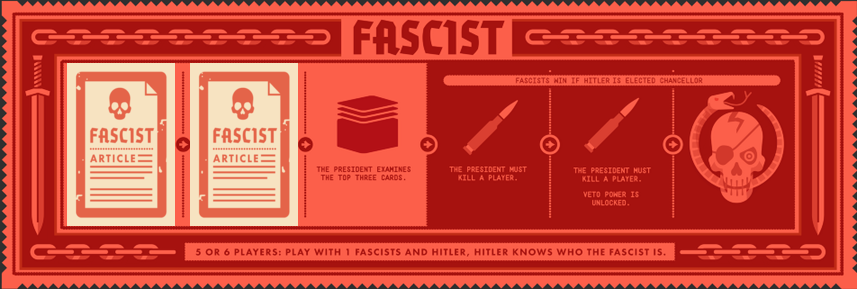 FASCIST
FASCISTS WIN IF HITLER IS ELECTED CHANCELLOR
FASCIST
ARTICLE
FASCIST
ARTICLE
THE PRESIDENT EXAMINES
THE TOP THREE CARDS.
THE PRESIDENT MUST
KILL A PLAYER.
THE PRESIDENT MUST
KILL A PLAYER.
VETO POWER IS
UNLOCKED.
5 OR 6 PLAYERS: PLAY WITH 1 FASCISTS AND HITLER, HITLER KNOWS WHO THE FASCIST IS.